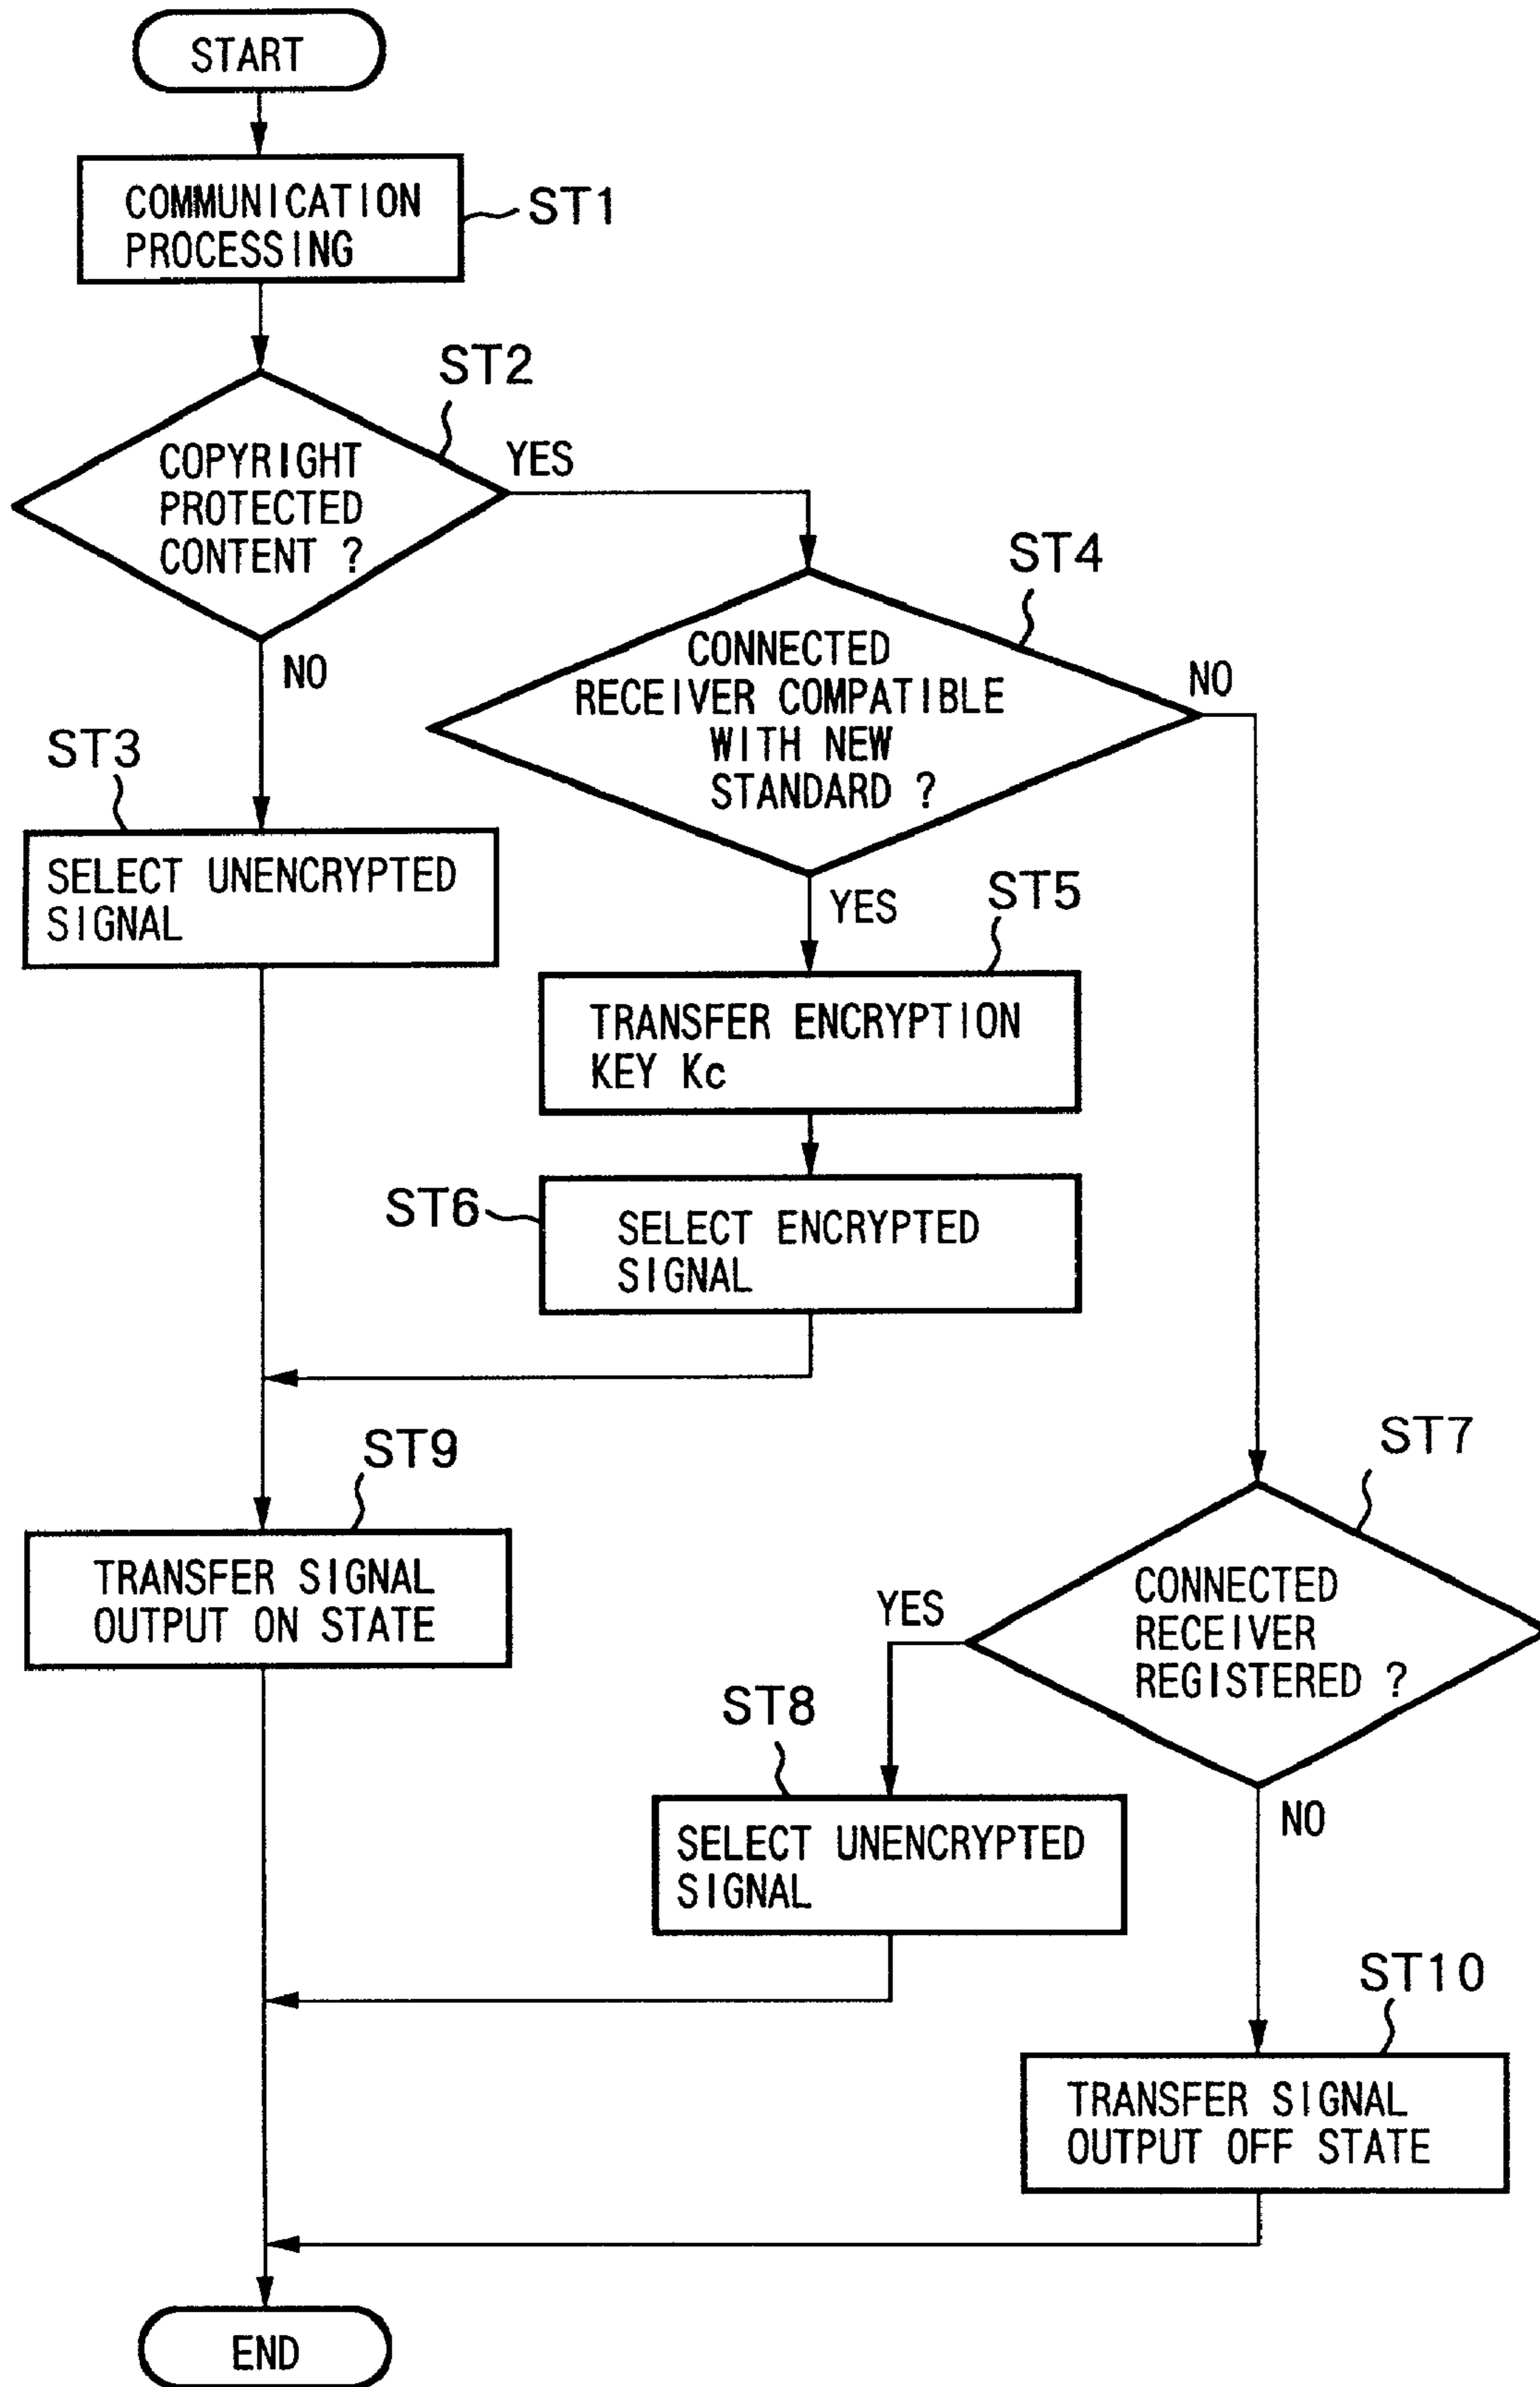 START
COMMUNICATION
PROCESSING
ST1
ST2
COPYRIGHT
PROTECTED
CONTENT ?
YES
NO
ST4
CONNECTED
RECEIVER COMPATIBLE
WITH NEW
STANDARD ?
NO
YES
ST3
SELECT UNENCRYPTED
SIGNAL
ST5
TRANSFER ENCRYPTION
KEY Kc
ST6
SELECT ENCRYPTED
SIGNAL
ST9
TRANSFER SIGNAL
OUTPUT ON STATE
ST7
CONNECTED
RECEIVER
REGISTERED ?
YES
NO
ST8
SELECT UNENCRYPTED
SIGNAL
ST10
TRANSFER SIGNAL
OUTPUT OFF STATE
END